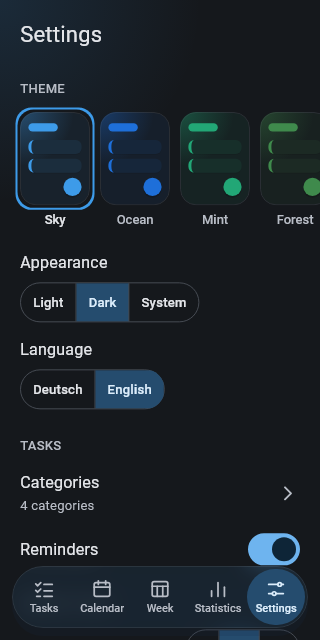 Settings
THEME
Sky Ocean Mint Forest
Appearance
Light Dark System
Language
Deutsch English
TASKS
Categories
4 categories
Reminders
Tasks Calendar Week Statistics Settings